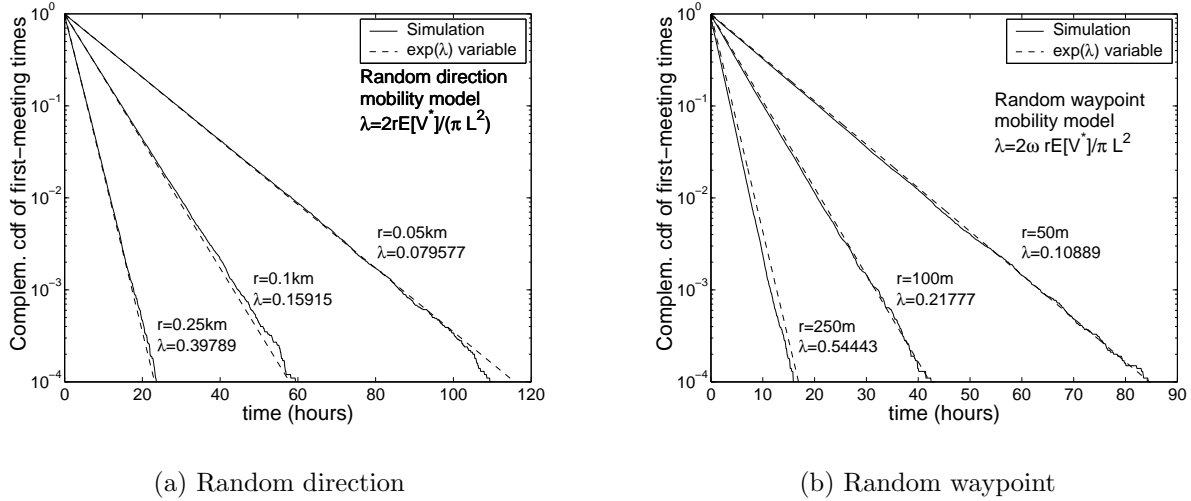 Complem. cdf of first−meeting times
10^0
10^−1
10^−2
10^−3
10^−4
Simulation
exp(λ) variable
Random direction
mobility model
λ=2rE[V^*]/(π L^2)
r=0.05km
λ=0.079577
r=0.1km
λ=0.15915
r=0.25km
λ=0.39789
0 20 40 60 80 100 120
time (hours)
(a) Random direction
Complem. cdf of first−meeting times
10^0
10^−1
10^−2
10^−3
10^−4
Simulation
exp(λ) variable
Random waypoint
mobility model
λ=2ω rE[V^*]/π L^2
r=50m
λ=0.10889
r=100m
λ=0.21777
r=250m
λ=0.54443
0 10 20 30 40 50 60 70 80 90
time (hours)
(b) Random waypoint